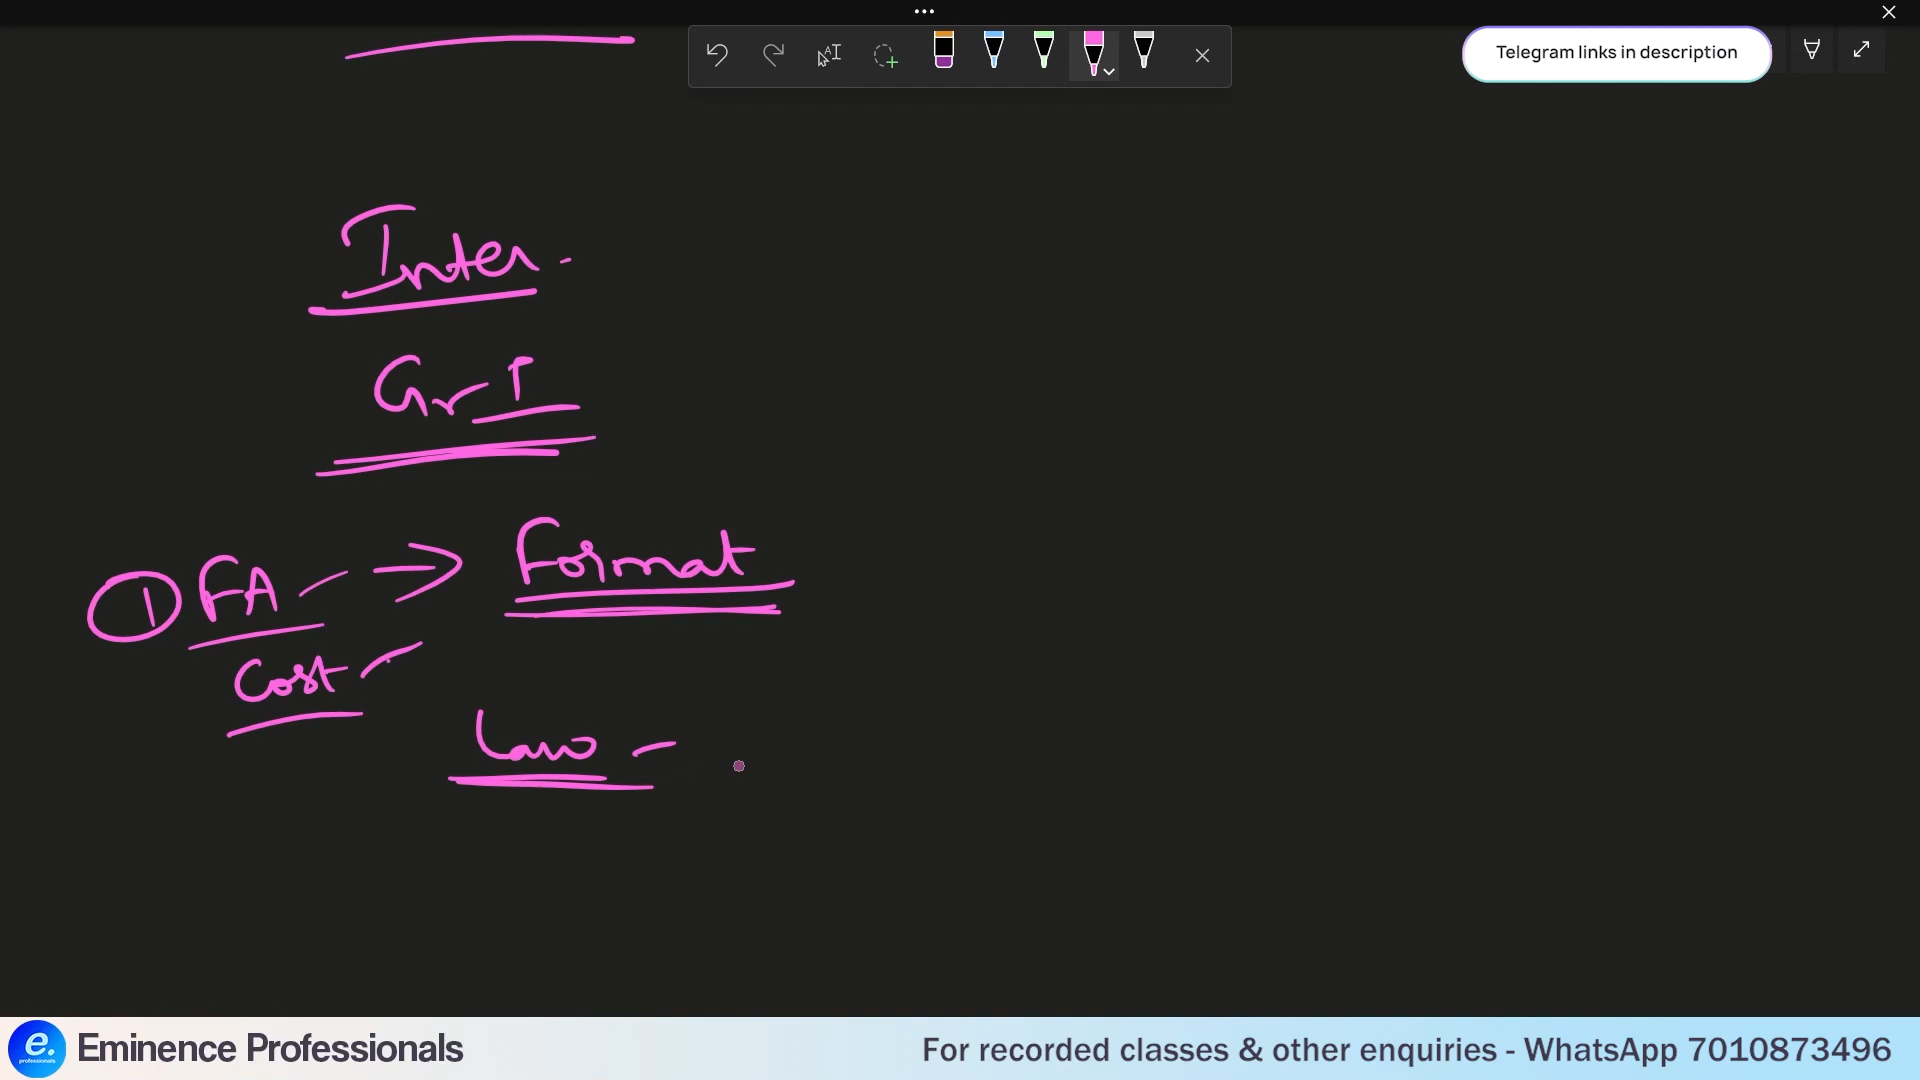 Telegram links in description
Inter.
Gr I
① FA → Format
Cost
Law -
e.
professionals
Eminence Professionals
For recorded classes & other enquiries - WhatsApp 7010873496